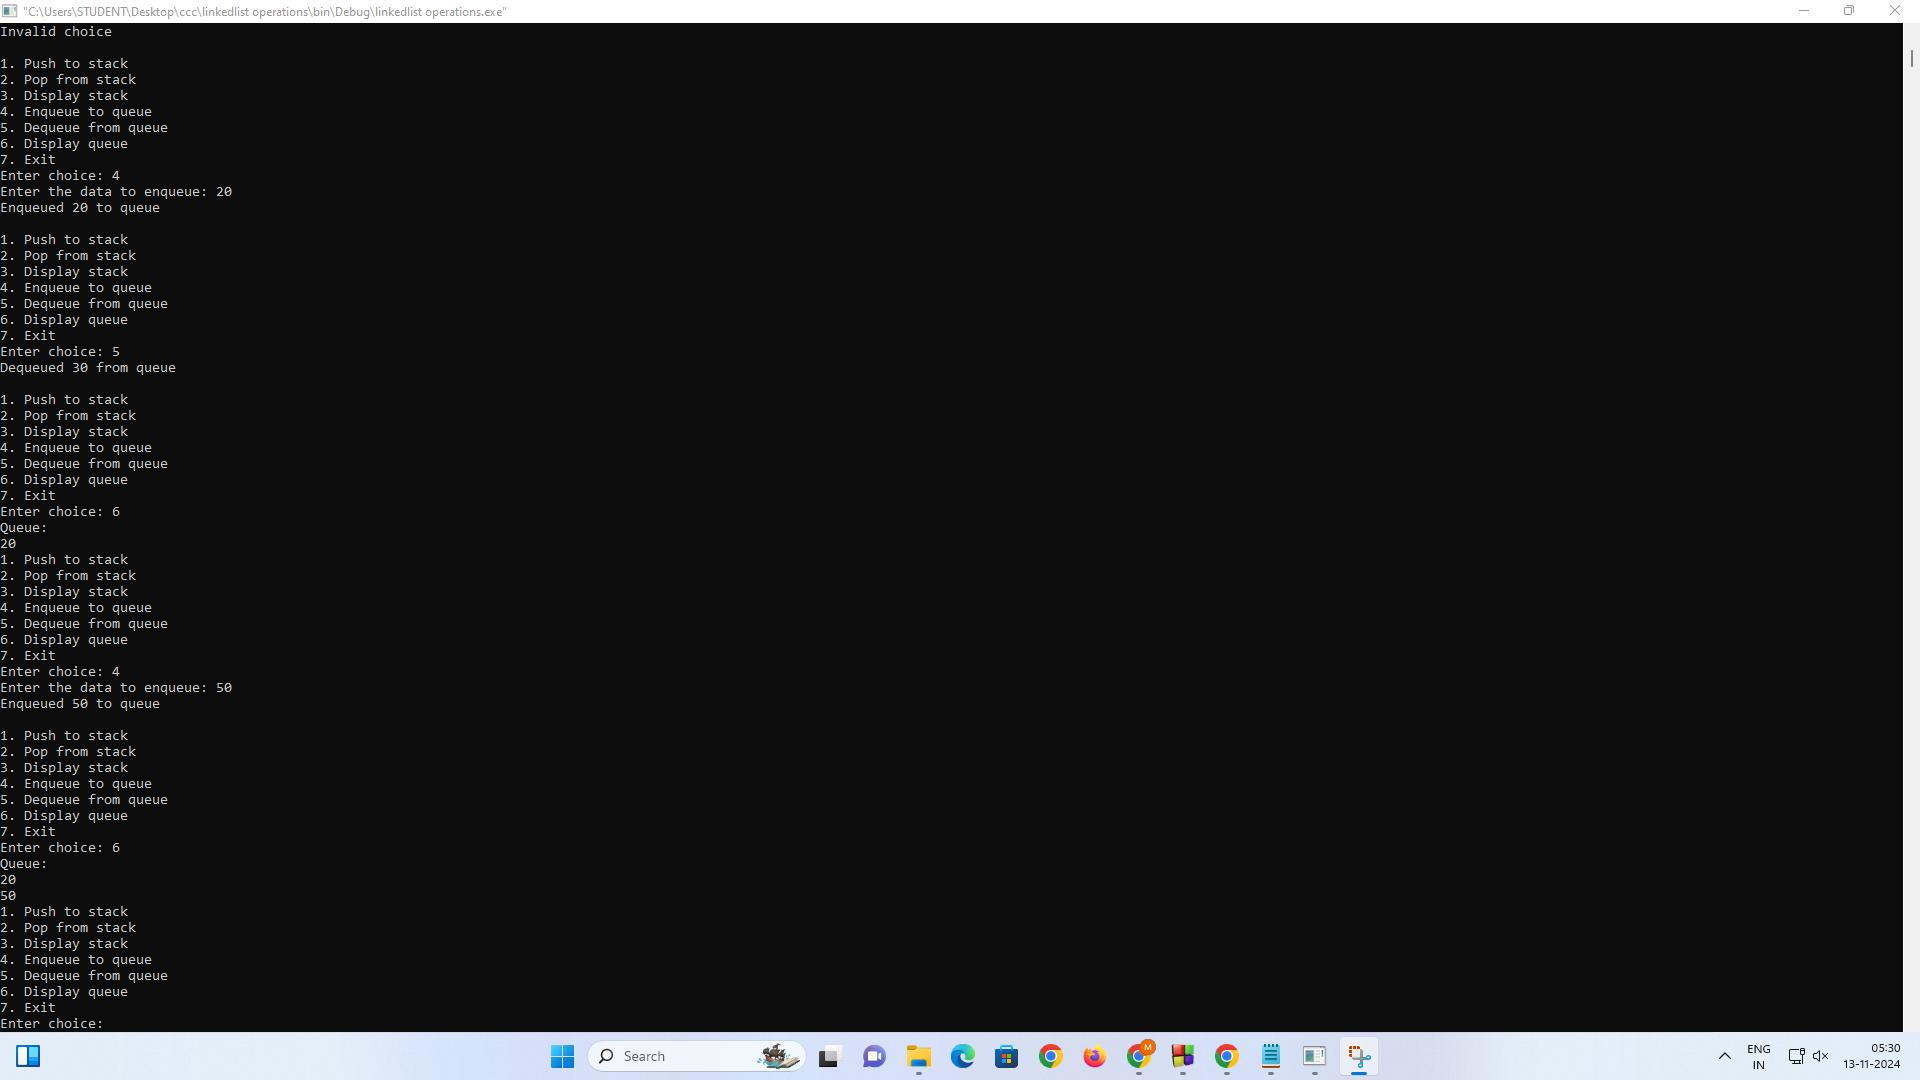 "C:\Users\STUDENT\Desktop\ccc\linkedlist operations\bin\Debug\linkedlist operations.exe"
Invalid choice

1. Push to stack
2. Pop from stack
3. Display stack
4. Enqueue to queue
5. Dequeue from queue
6. Display queue
7. Exit
Enter choice: 4
Enter the data to enqueue: 20
Enqueued 20 to queue

1. Push to stack
2. Pop from stack
3. Display stack
4. Enqueue to queue
5. Dequeue from queue
6. Display queue
7. Exit
Enter choice: 5
Dequeued 30 from queue

1. Push to stack
2. Pop from stack
3. Display stack
4. Enqueue to queue
5. Dequeue from queue
6. Display queue
7. Exit
Enter choice: 6
Queue:
20
1. Push to stack
2. Pop from stack
3. Display stack
4. Enqueue to queue
5. Dequeue from queue
6. Display queue
7. Exit
Enter choice: 4
Enter the data to enqueue: 50
Enqueued 50 to queue

1. Push to stack
2. Pop from stack
3. Display stack
4. Enqueue to queue
5. Dequeue from queue
6. Display queue
7. Exit
Enter choice: 6
Queue:
20
50
1. Push to stack
2. Pop from stack
3. Display stack
4. Enqueue to queue
5. Dequeue from queue
6. Display queue
7. Exit
Enter choice:
Search
M
ENG
IN
05:30
13-11-2024